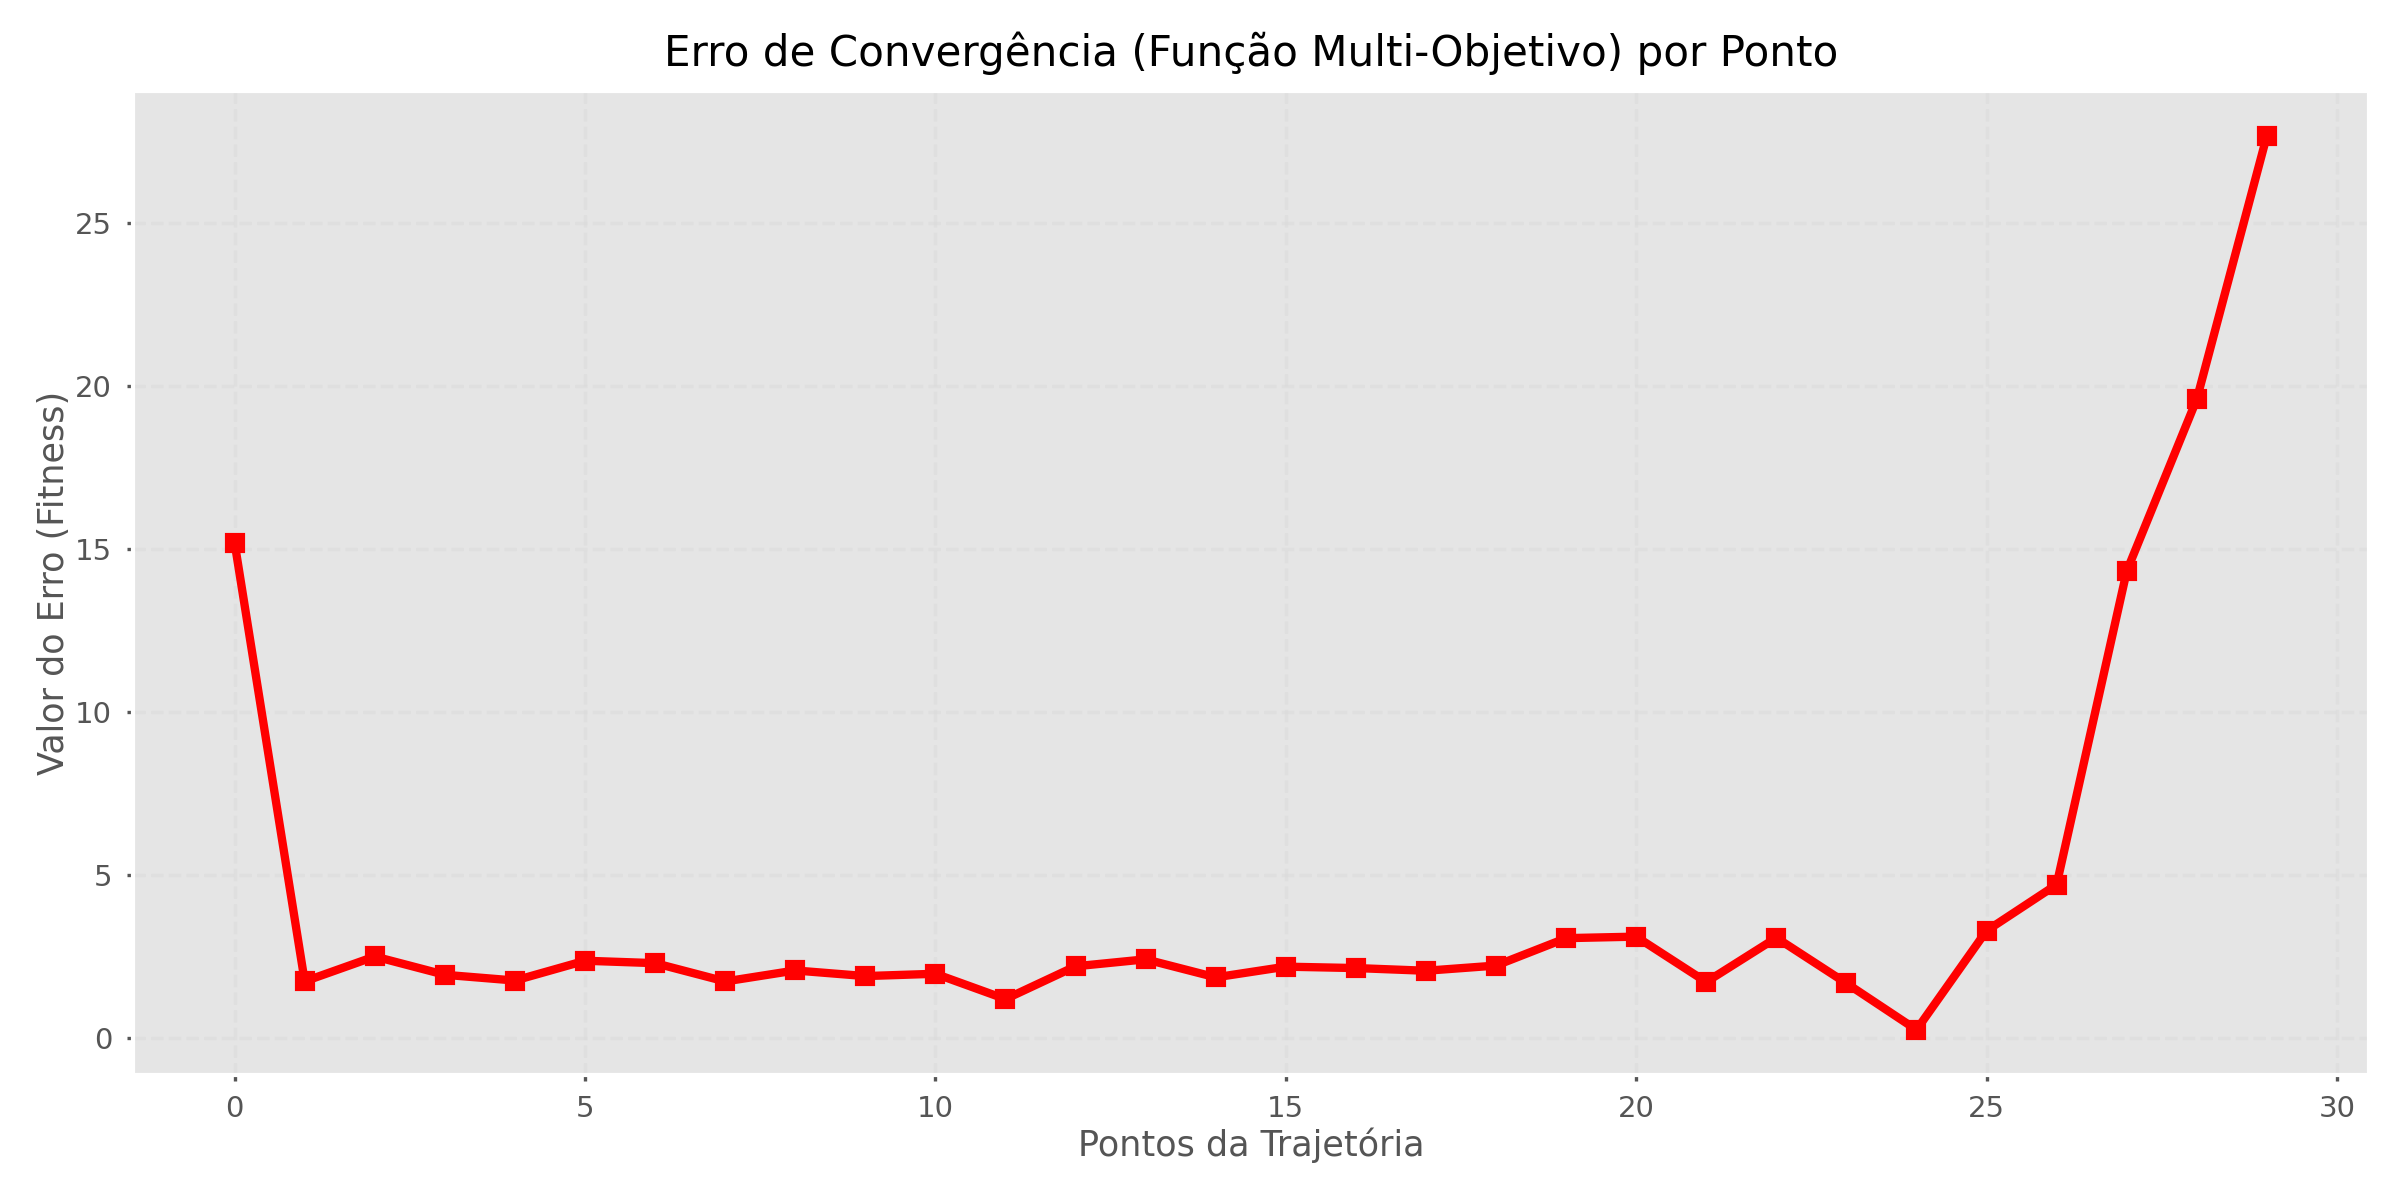 Erro de Convergência (Função Multi-Objetivo) por Ponto
Valor do Erro (Fitness)
25
20
15
10
5
0
0 5 10 15 20 25 30
Pontos da Trajetória